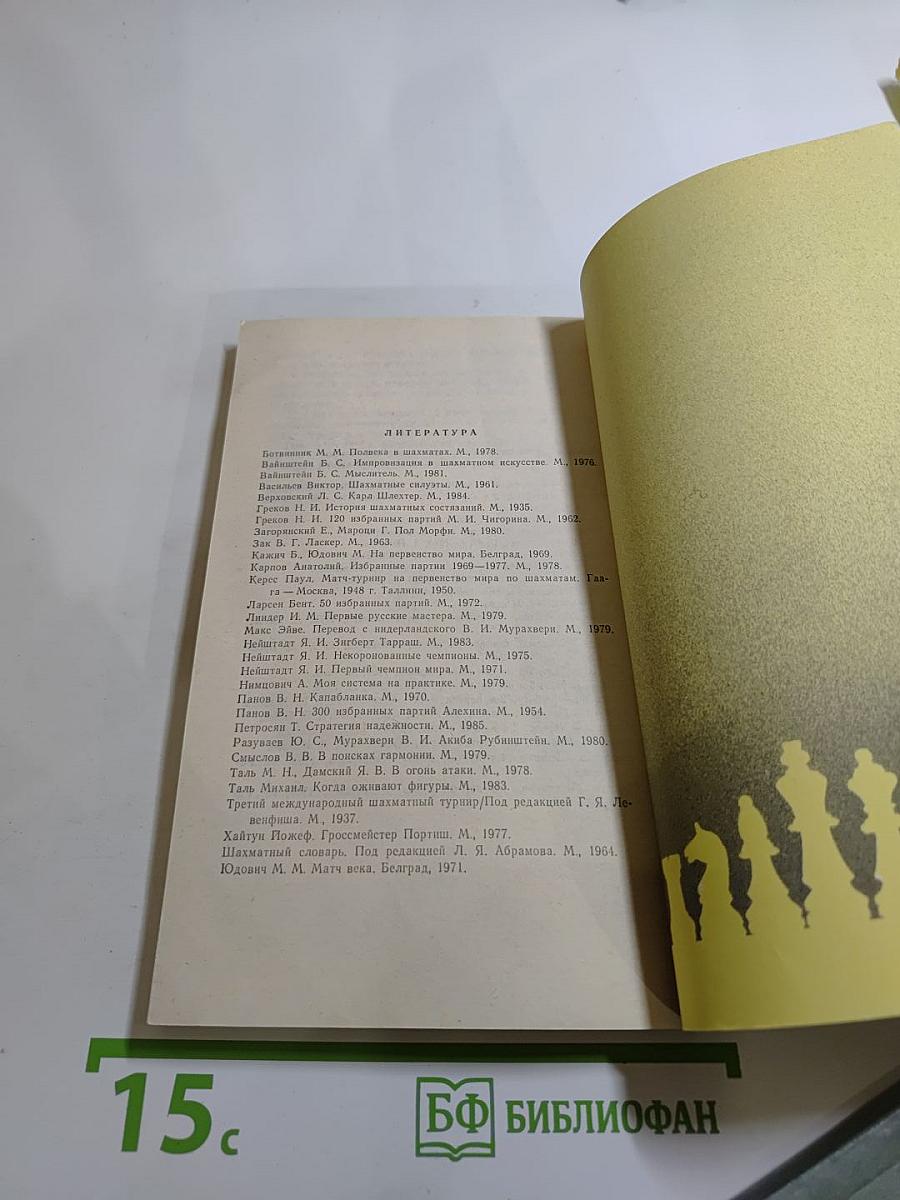 ЛИТЕРАТУРА
Ботвинник М. М. Полвека в шахматах. М., 1978.
Вайнштейн Б. С. Импровизация в шахматном искусстве. М., 1976.
Вайнштейн Б. С. Мыслитель. М., 1981.
Васильев Виктор. Шахматные силуэты. М., 1961.
Верховский Л. С. Карл Шлехтер. М., 1984.
Греков Н. И. История шахматных состязаний. М., 1935.
Греков Н. И. 120 избранных партий М. И. Чигорина. М., 1962.
Загорянский Е., Мароци Г. Пол Морфи. М., 1980.
Зак В. Г. Ласкер. М., 1963.
Кажич Б., Юдович М. На первенство мира. Белград, 1969.
Карпов Анатолий. Избранные партии 1969—1977. М., 1978.
Керес Паул. Матч-турнир на первенство мира по шахматам. Гаа-
га — Москва, 1948 г. Таллинн, 1950.
Ларсен Бент. 50 избранных партий. М., 1972.
Линдер И. М. Первые русские мастера. М., 1979.
Макс Эйве. Перевод с нидерландского В. И. Мурахвери. М., 1979.
Нейштадт Я. И. Зигберт Тарраш. М., 1983.
Нейштадт Я. И. Некоронованные чемпионы. М., 1975.
Нейштадт Я. И. Первый чемпион мира. М., 1971.
Нимцович А. Моя система на практике. М., 1979.
Панов В. Н. Капабланка. М., 1970.
Панов В. Н. 300 избранных партий Алехина. М., 1954.
Петросян Т. Стратегия надежности. М., 1985.
Разуваев Ю. С., Мурахвери В. И. Акиба Рубинштейн. М., 1980.
Смыслов В. В. В поисках гармонии. М., 1979.
Таль М. Н., Дамский Я. В. В огонь атаки. М., 1978.
Таль Михаил. Когда оживают фигуры. М., 1983.
Третий международный шахматный турнир/Под редакцией Г. Я. Ле-
венфиша. М., 1937.
Хайтун Йожеф. Гроссмейстер Портиш. М., 1977.
Шахматный словарь. Под редакцией Л. Я. Абрамова. М., 1964.
Юдович М. М. Матч века. Белград, 1971.
15 с
БФ БИБЛИОФАН